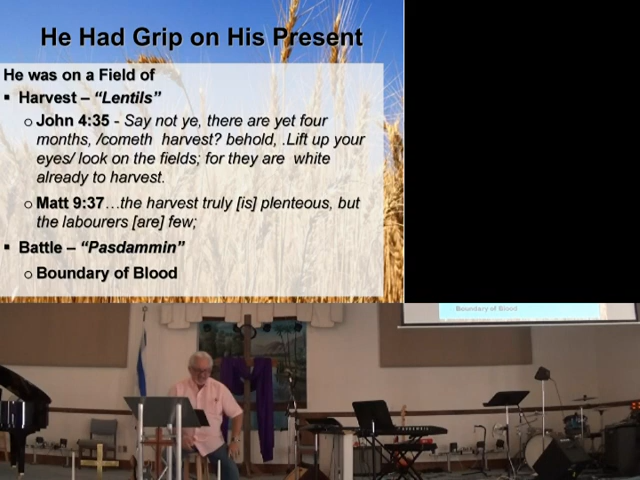 He Had Grip on His Present
He was on a Field of
▪ Harvest – “Lentils”
o John 4:35 - Say not ye, there are yet four
months, /cometh harvest? behold, .Lift up your
eyes/ look on the fields; for they are white
already to harvest.
o Matt 9:37…the harvest truly [is] plenteous, but
the labourers [are] few;
▪ Battle – “Pasdammin”
o Boundary of Blood
Boundary of Blood